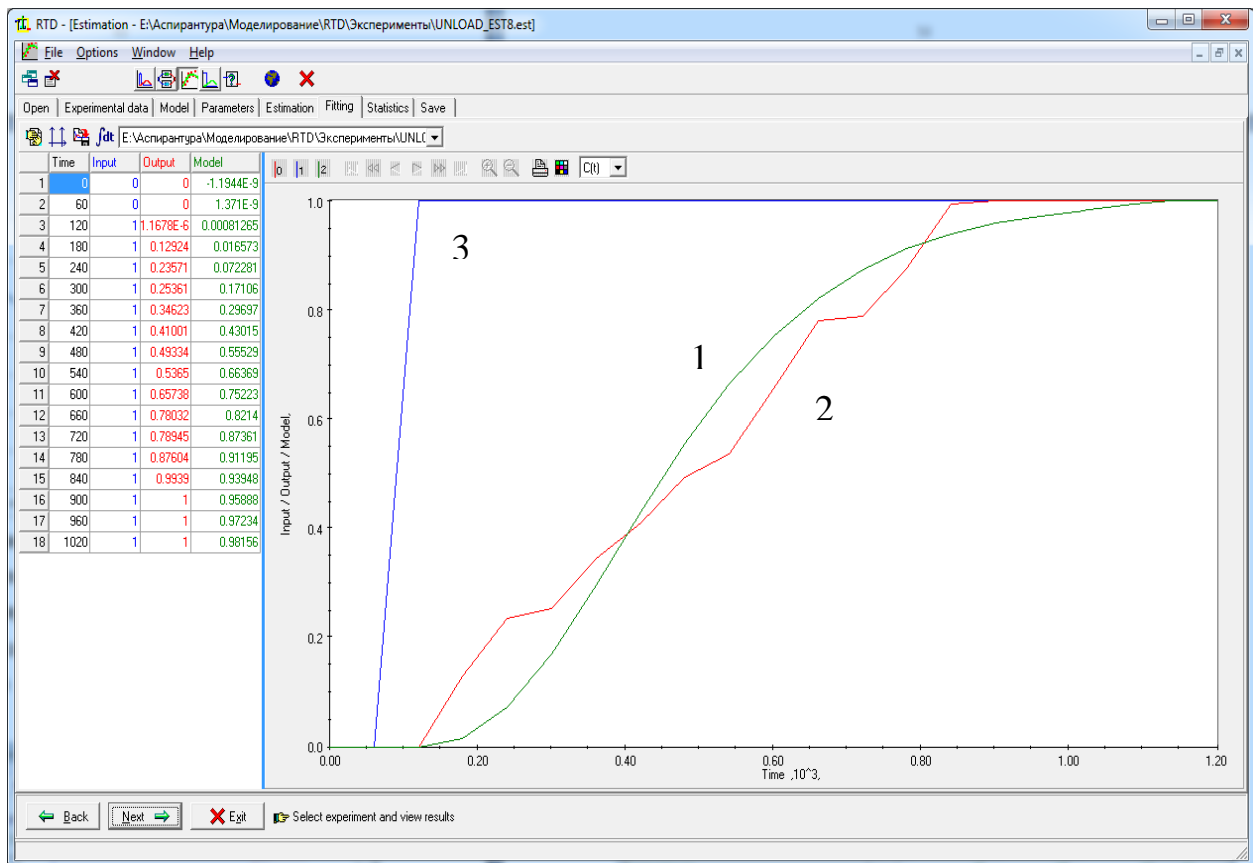 RTD - [Estimation - E:\Аспирантура\Моделирование\RTD\Эксперименты\UNLOAD_EST8.est]
File Options Window Help
Open Experimental data Model Parameters Estimation Fitting Statistics Save
∫dt E:\Аспирантура\Моделирование\RTD\Эксперименты\UNL(
Time Input Output Model
1 0 0 0 -1.1944E-9
2 60 0 0 1.371E-9
3 120 1 1.1678E-6 0.00081265
4 180 1 0.12924 0.016573
5 240 1 0.23571 0.072281
6 300 1 0.25361 0.17106
7 360 1 0.34623 0.29697
8 420 1 0.41001 0.43015
9 480 1 0.49334 0.55529
10 540 1 0.5365 0.66369
11 600 1 0.65738 0.75223
12 660 1 0.78032 0.8214
13 720 1 0.78945 0.87361
14 780 1 0.87604 0.91195
15 840 1 0.9939 0.93948
16 900 1 1 0.95888
17 960 1 1 0.97234
18 1020 1 1 0.98156
0 1 2 C(t)
1.0
0.8
0.6
0.4
0.2
0.0
Input / Output / Model,
3
1
2
0.00 0.20 0.40 0.60 0.80 1.00 1.20
Time ,10^3,
Back Next Exit Select experiment and view results